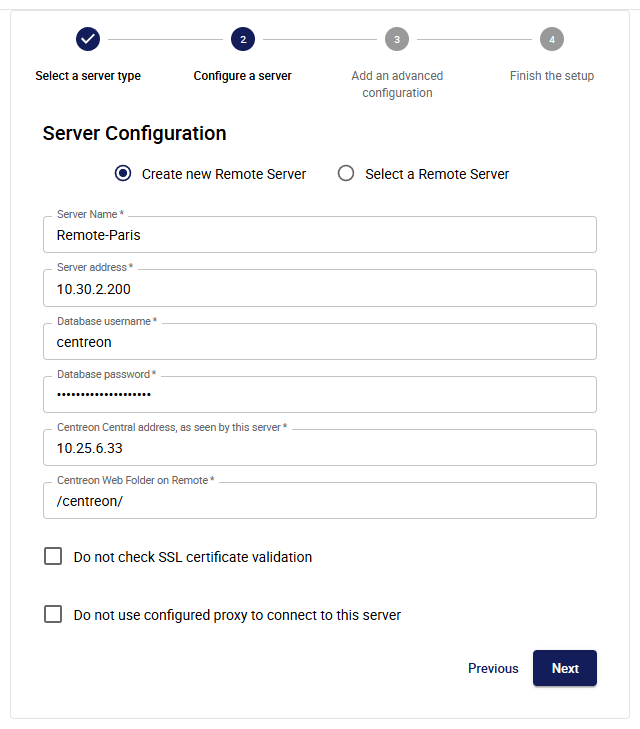 2
3
4
Select a server type
Configure a server
Add an advanced
configuration
Finish the setup
Server Configuration
Create new Remote Server
Select a Remote Server
Server Name *
Remote-Paris
Server address *
10.30.2.200
Database username *
centreon
Database password *
••••••••••••••••••••
Centreon Central address, as seen by this server *
10.25.6.33
Centreon Web Folder on Remote *
/centreon/
Do not check SSL certificate validation
Do not use configured proxy to connect to this server
Previous
Next